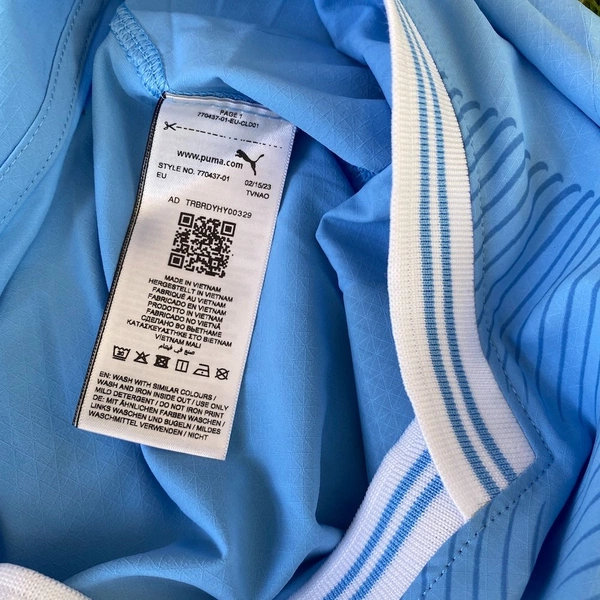 PAGE 1
770437-01-EU-CLD21
www.puma.com
STYLE NO. 770437-01
EU
02/15/23
TVNAO
AD TRBRDYHY00329
MADE IN VIETNAM
HERGESTELLT IN VIETNAM
FABRIQUÉ AU VIETNAM
FABRICADO EN VIETNAM
PRODOTTO IN VIETNAM
FABRICADO NO VIETNÃ
СДЕЛАНО ВО ВЬЕТНАМЕ
ΚΑΤΑΣΚΕΥΑΣΤΗΚΕ ΣΤΟ ΒΙΕΤΝΑΜ
VIETNAM MALI
صنع في فيتنام
EN: WASH WITH SIMILAR COLOURS /
WASH AND IRON INSIDE OUT / USE ONLY
MILD DETERGENT / DO NOT IRON PRINT
DE: MIT ÄHNLICHEN FARBEN WASCHEN /
LINKS WASCHEN UND BÜGELN / MILDES
WASCHMITTEL VERWENDEN / NICHT